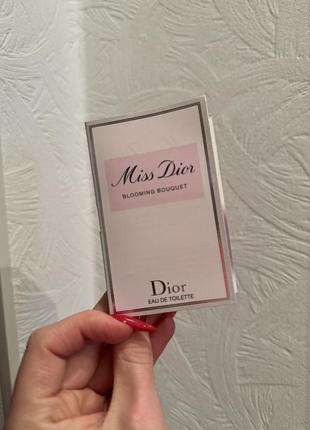 Miss Dior
BLOOMING BOUQUET
Dior
EAU DE TOILETTE